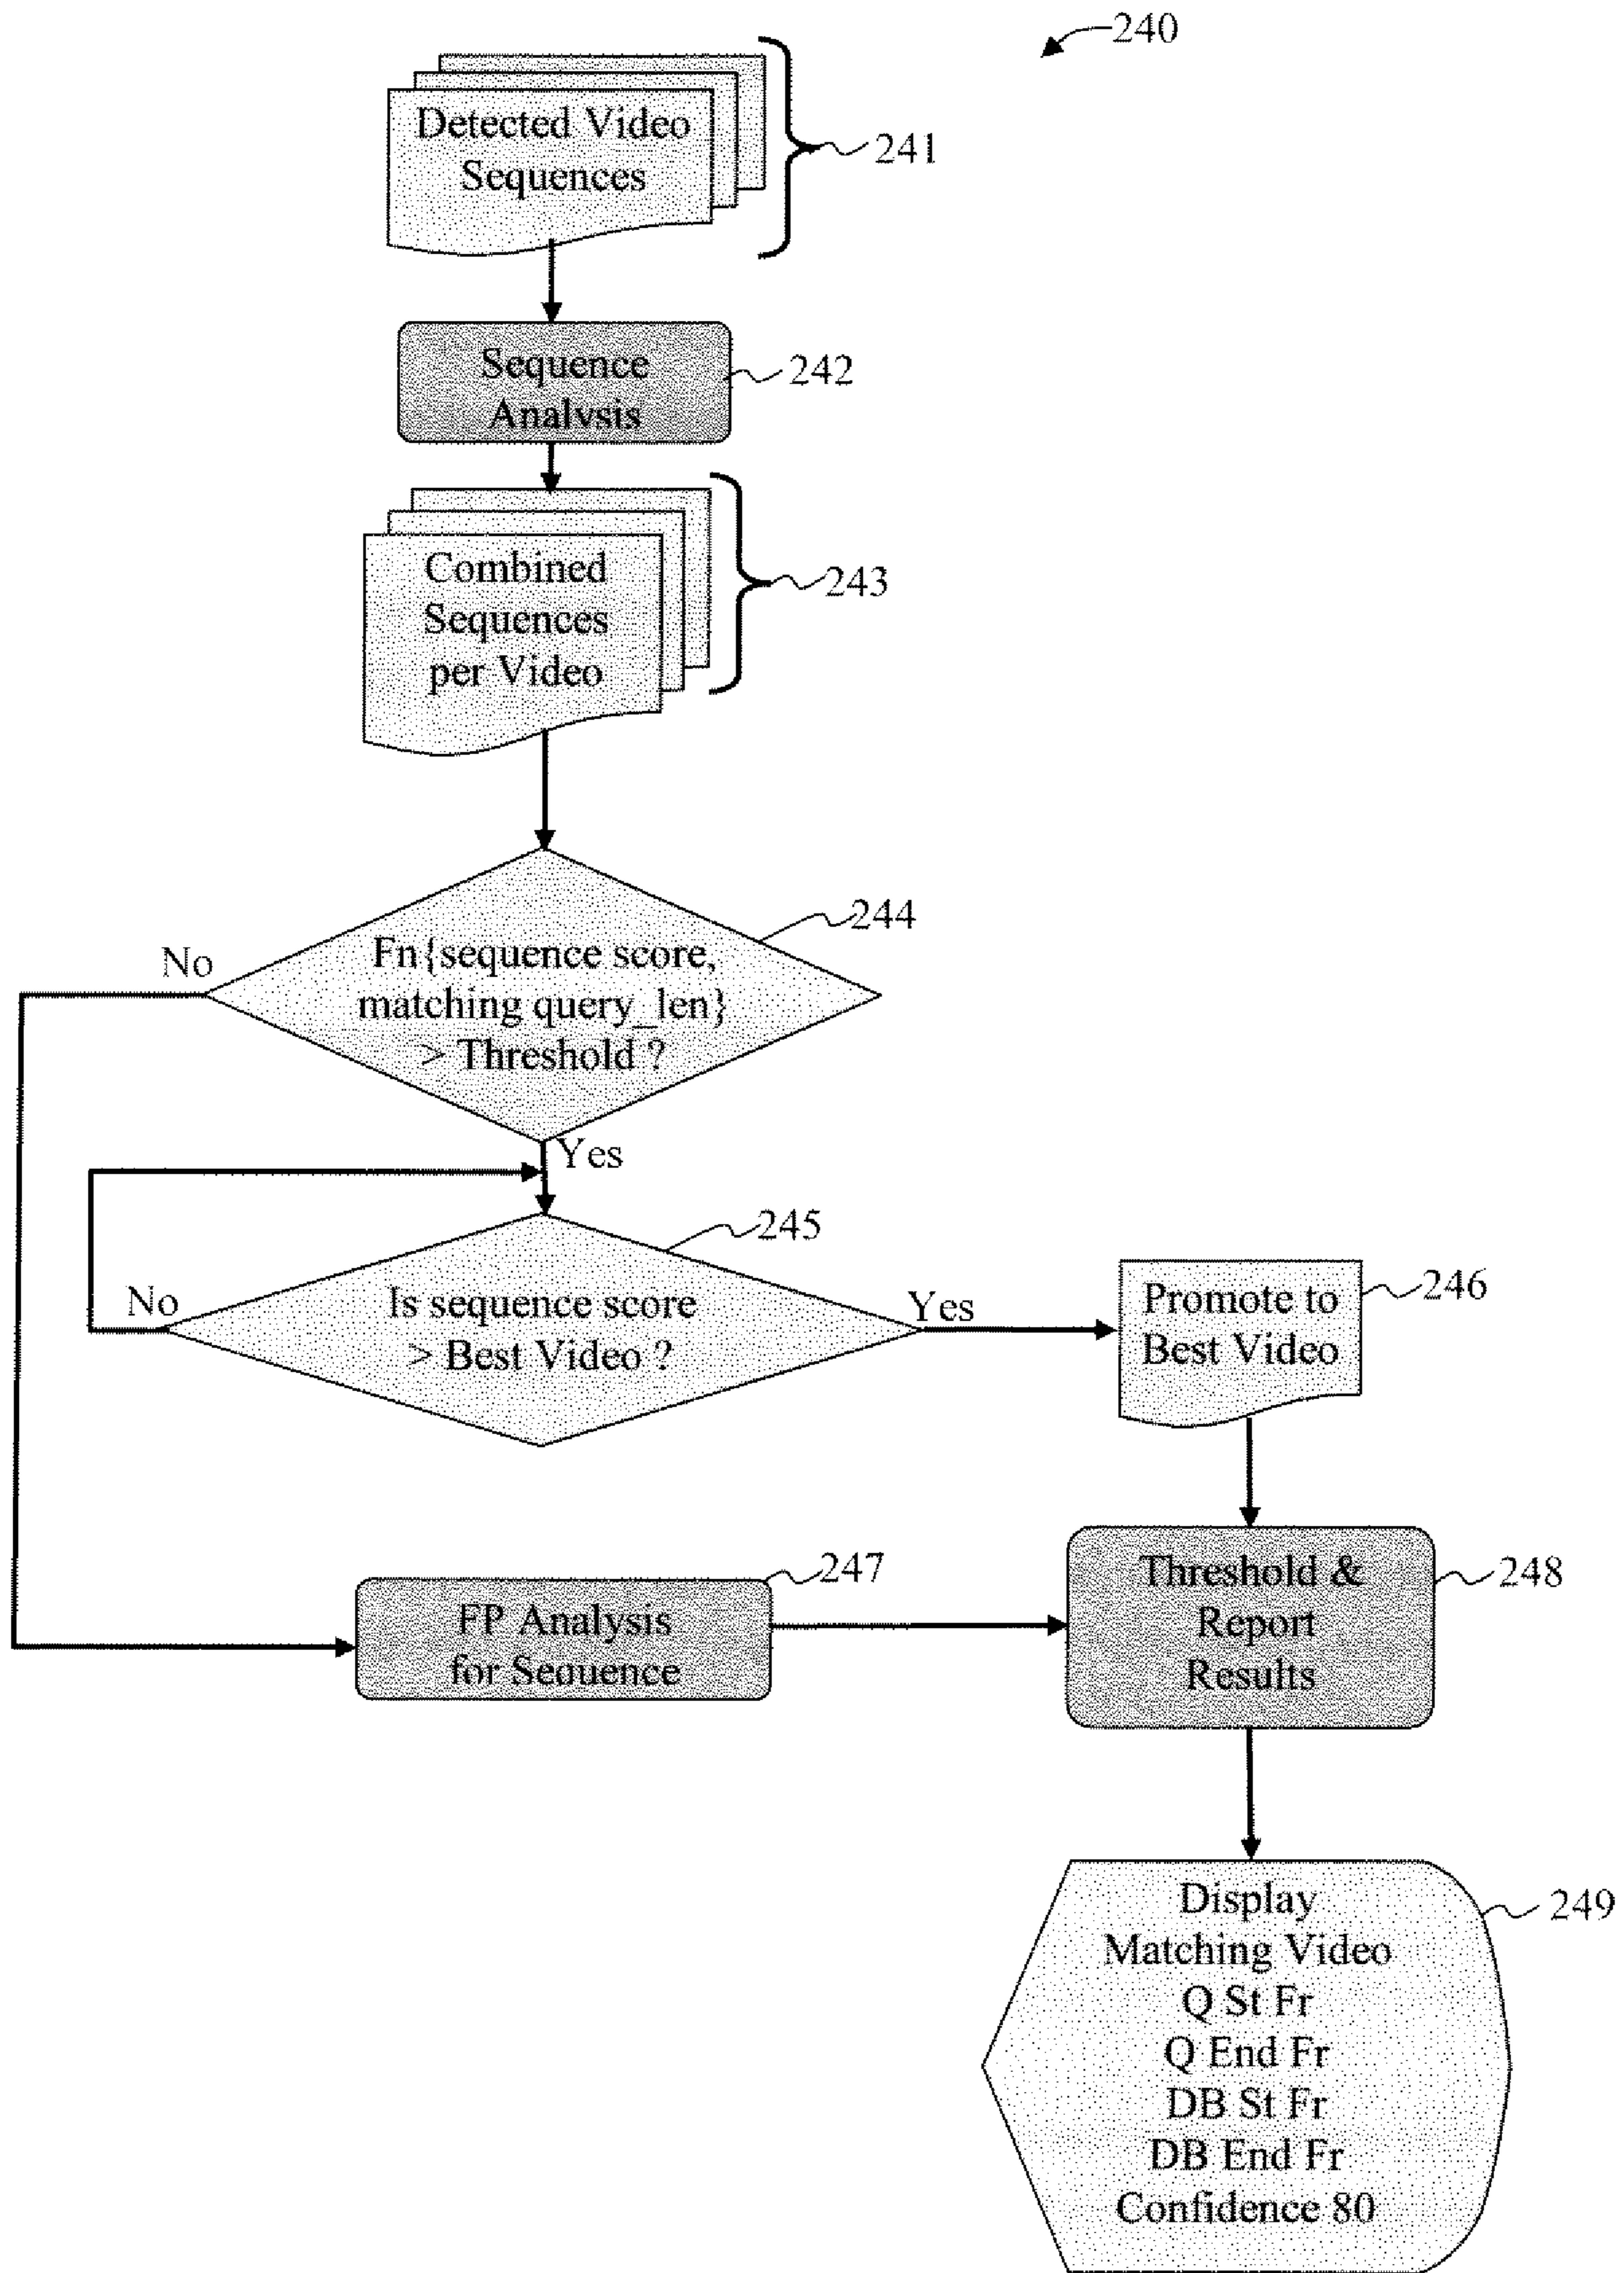 240
Detected Video
Sequences
241
Sequence
Analysis
242
Combined
Sequences
per Video
243
244
No
Fn{sequence score,
matching query_len}
> Threshold ?
Yes
245
No
Is sequence score
> Best Video ?
Yes
Promote to
Best Video
246
247
FP Analysis
for Sequence
Threshold &
Report
Results
248
Display
Matching Video
Q St Fr
Q End Fr
DB St Fr
DB End Fr
Confidence 80
249